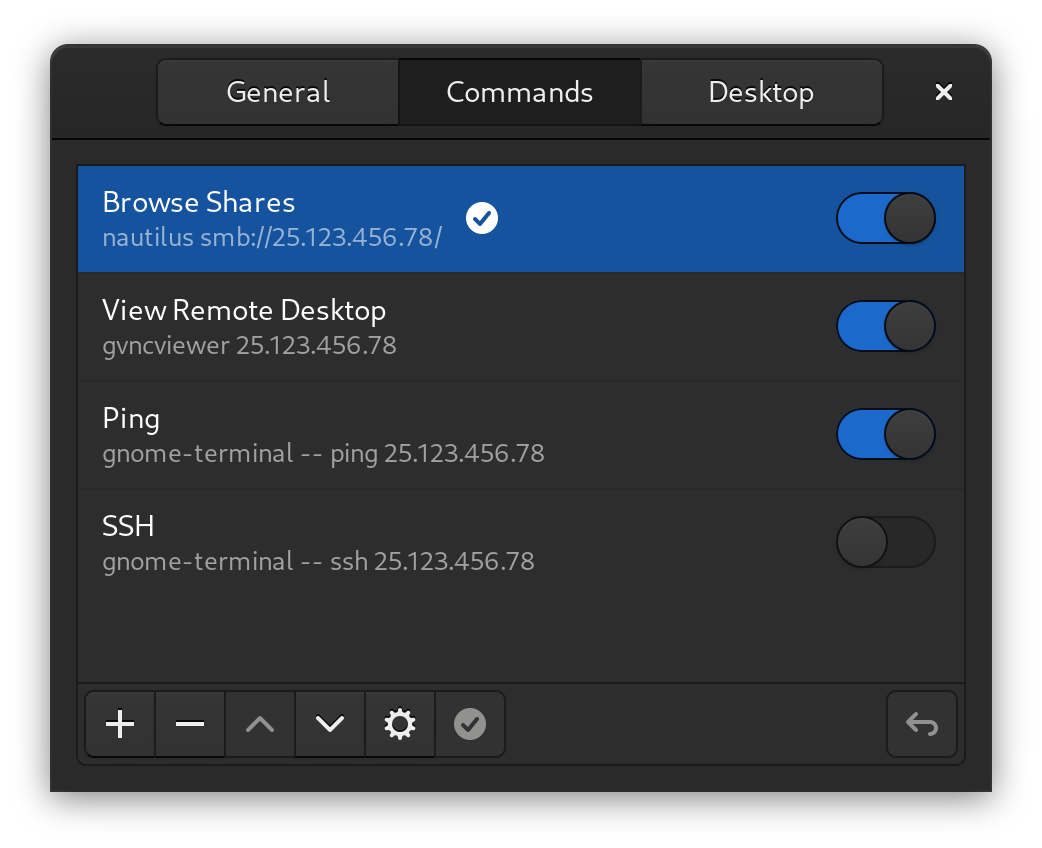 General
Commands
Desktop
Browse Shares
nautilus smb://25.123.456.78/
View Remote Desktop
gvncviewer 25.123.456.78
Ping
gnome-terminal -- ping 25.123.456.78
SSH
gnome-terminal -- ssh 25.123.456.78